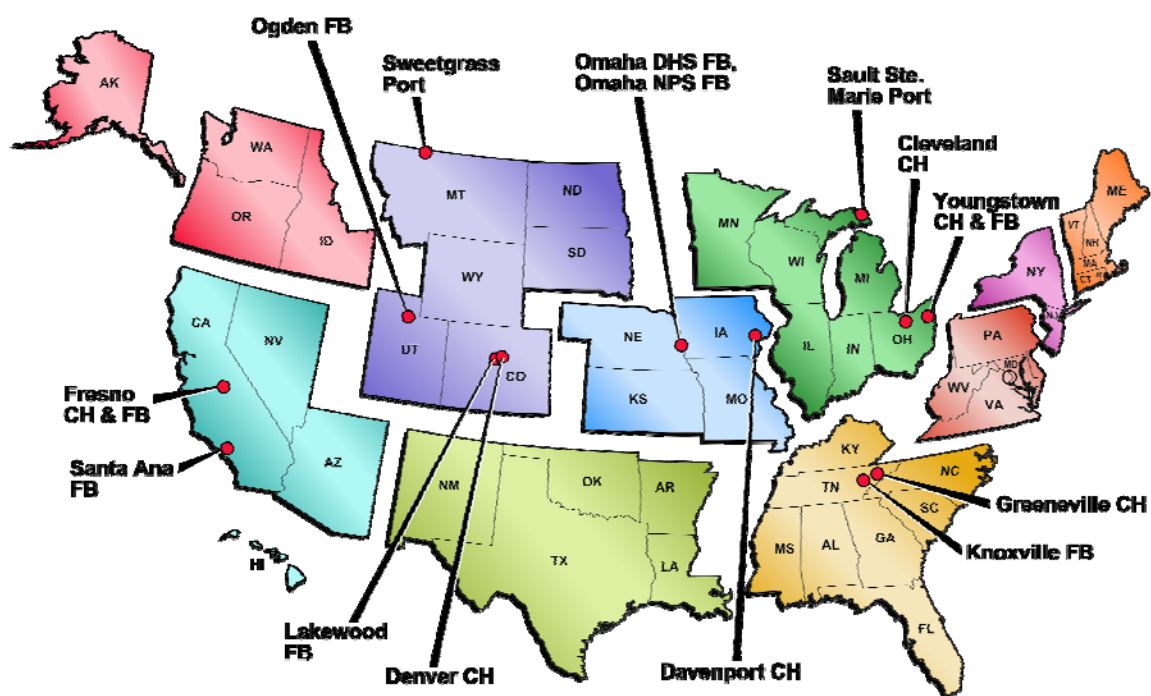 Ogden FB
Sweetgrass
Port
Omaha DHS FB,
Omaha NPS FB
Sault Ste.
Marie Port
Cleveland
CH
Youngstown
CH & FB
AK
WA
OR
ID
MT
ND
SD
WY
UT
CO
CA
NV
AZ
HI
Fresno
CH & FB
Santa Ana
FB
NE
IA
KS
MO
MN
WI
MI
IL
IN
OH
ME
VT
NH
MA
CT
NY
PA
MD
WV
VA
NM
OK
AR
TX
LA
KY
TN
NC
SC
MS
AL
GA
FL
Greeneville CH
Knoxville FB
Lakewood
FB
Denver CH
Davenport CH